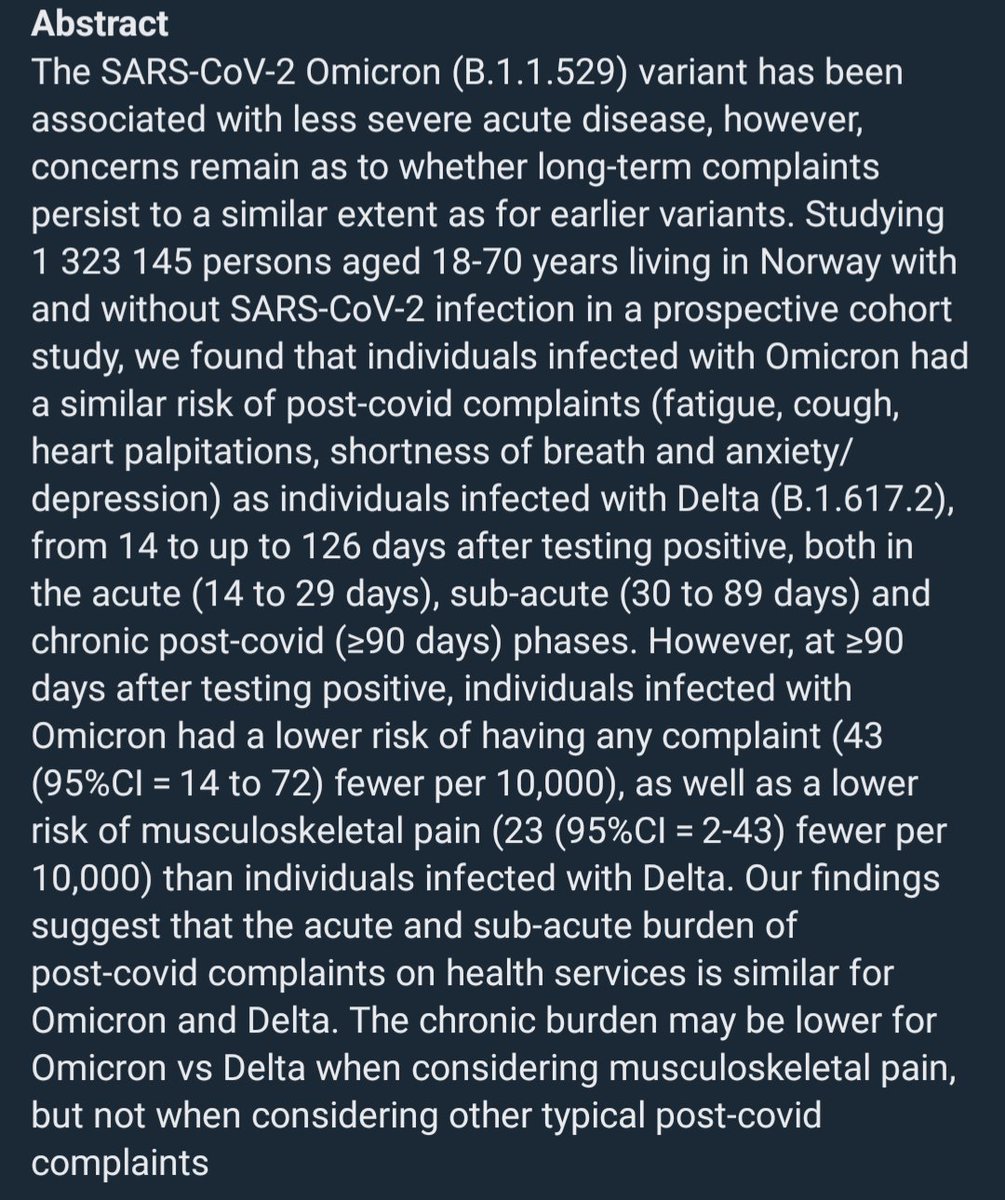 Abstract
The SARS-CoV-2 Omicron (B.1.1.529) variant has been
associated with less severe acute disease, however,
concerns remain as to whether long-term complaints
persist to a similar extent as for earlier variants. Studying
1 323 145 persons aged 18-70 years living in Norway with
and without SARS-CoV-2 infection in a prospective cohort
study, we found that individuals infected with Omicron had
a similar risk of post-covid complaints (fatigue, cough,
heart palpitations, shortness of breath and anxiety/
depression) as individuals infected with Delta (B.1.617.2),
from 14 to up to 126 days after testing positive, both in
the acute (14 to 29 days), sub-acute (30 to 89 days) and
chronic post-covid (≥90 days) phases. However, at ≥90
days after testing positive, individuals infected with
Omicron had a lower risk of having any complaint (43
(95%CI = 14 to 72) fewer per 10,000), as well as a lower
risk of musculoskeletal pain (23 (95%CI = 2-43) fewer per
10,000) than individuals infected with Delta. Our findings
suggest that the acute and sub-acute burden of
post-covid complaints on health services is similar for
Omicron and Delta. The chronic burden may be lower for
Omicron vs Delta when considering musculoskeletal pain,
but not when considering other typical post-covid
complaints